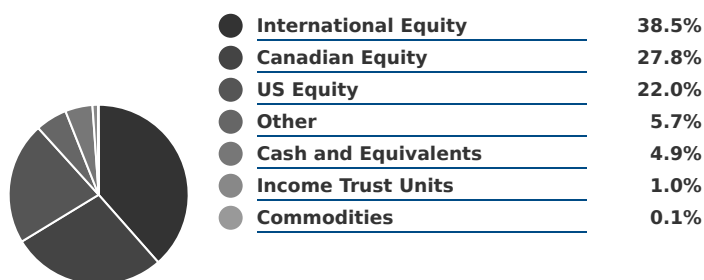 International Equity 38.5%
Canadian Equity 27.8%
US Equity 22.0%
Other 5.7%
Cash and Equivalents 4.9%
Income Trust Units 1.0%
Commodities 0.1%